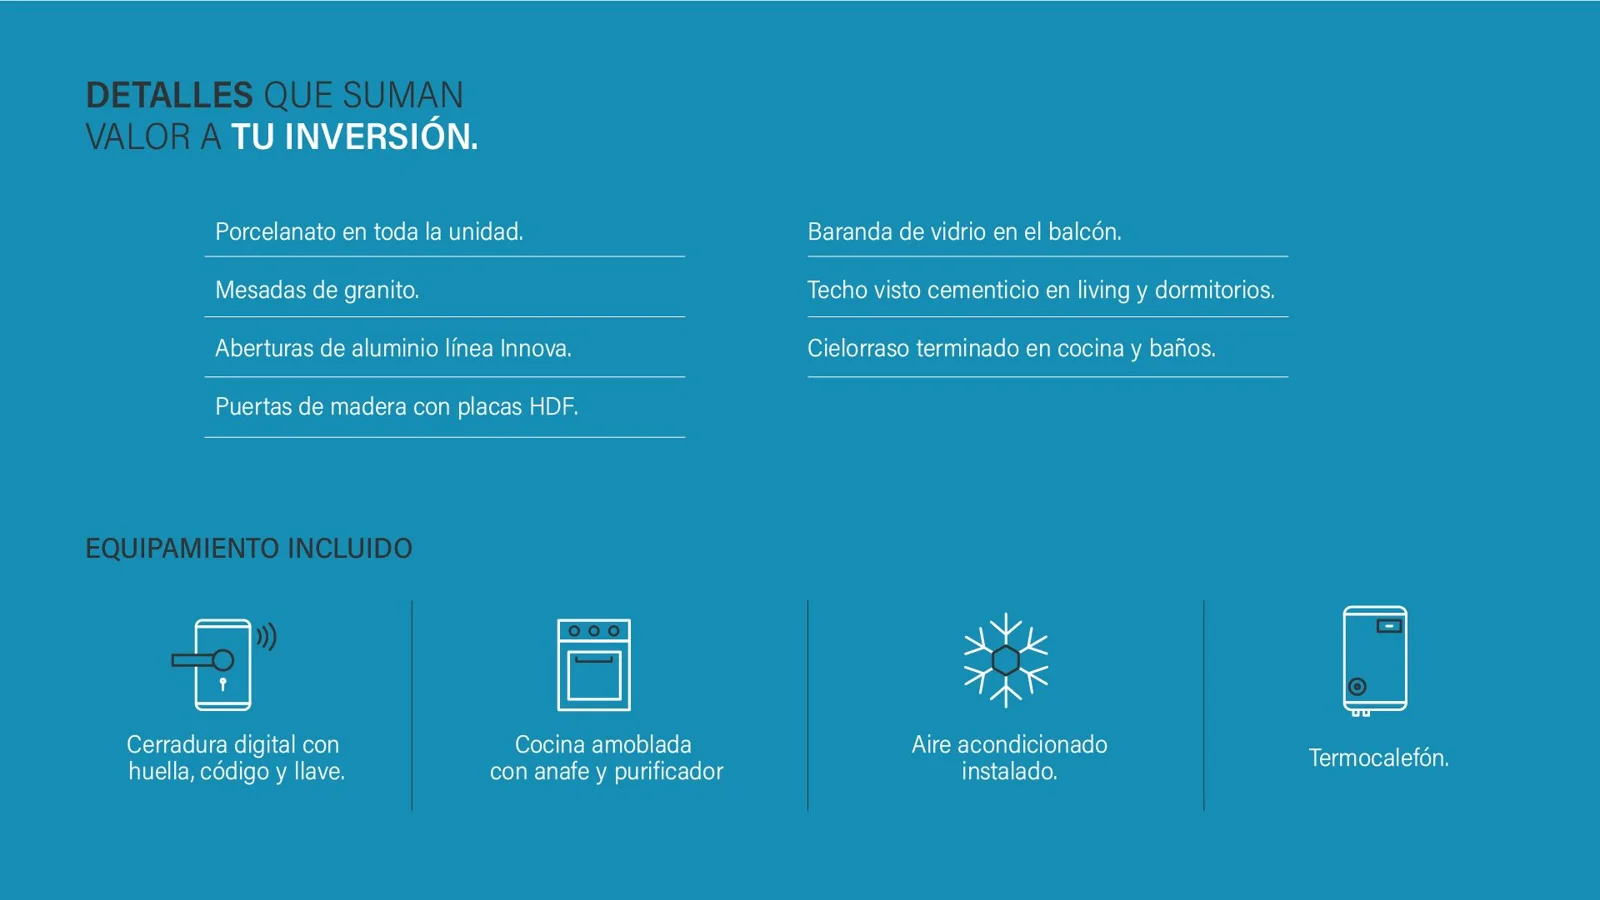 DETALLES QUE SUMAN
VALOR A TU INVERSIÓN.
Porcelanato en toda la unidad.
Mesadas de granito.
Aberturas de aluminio línea Innova.
Puertas de madera con placas HDF.
Baranda de vidrio en el balcón.
Techo visto cementicio en living y dormitorios.
Cielorraso terminado en cocina y baños.
EQUIPAMIENTO INCLUIDO
Cerradura digital con
huella, código y llave.
Cocina amoblada
con anafe y purificador
Aire acondicionado
instalado.
Termocalefón.